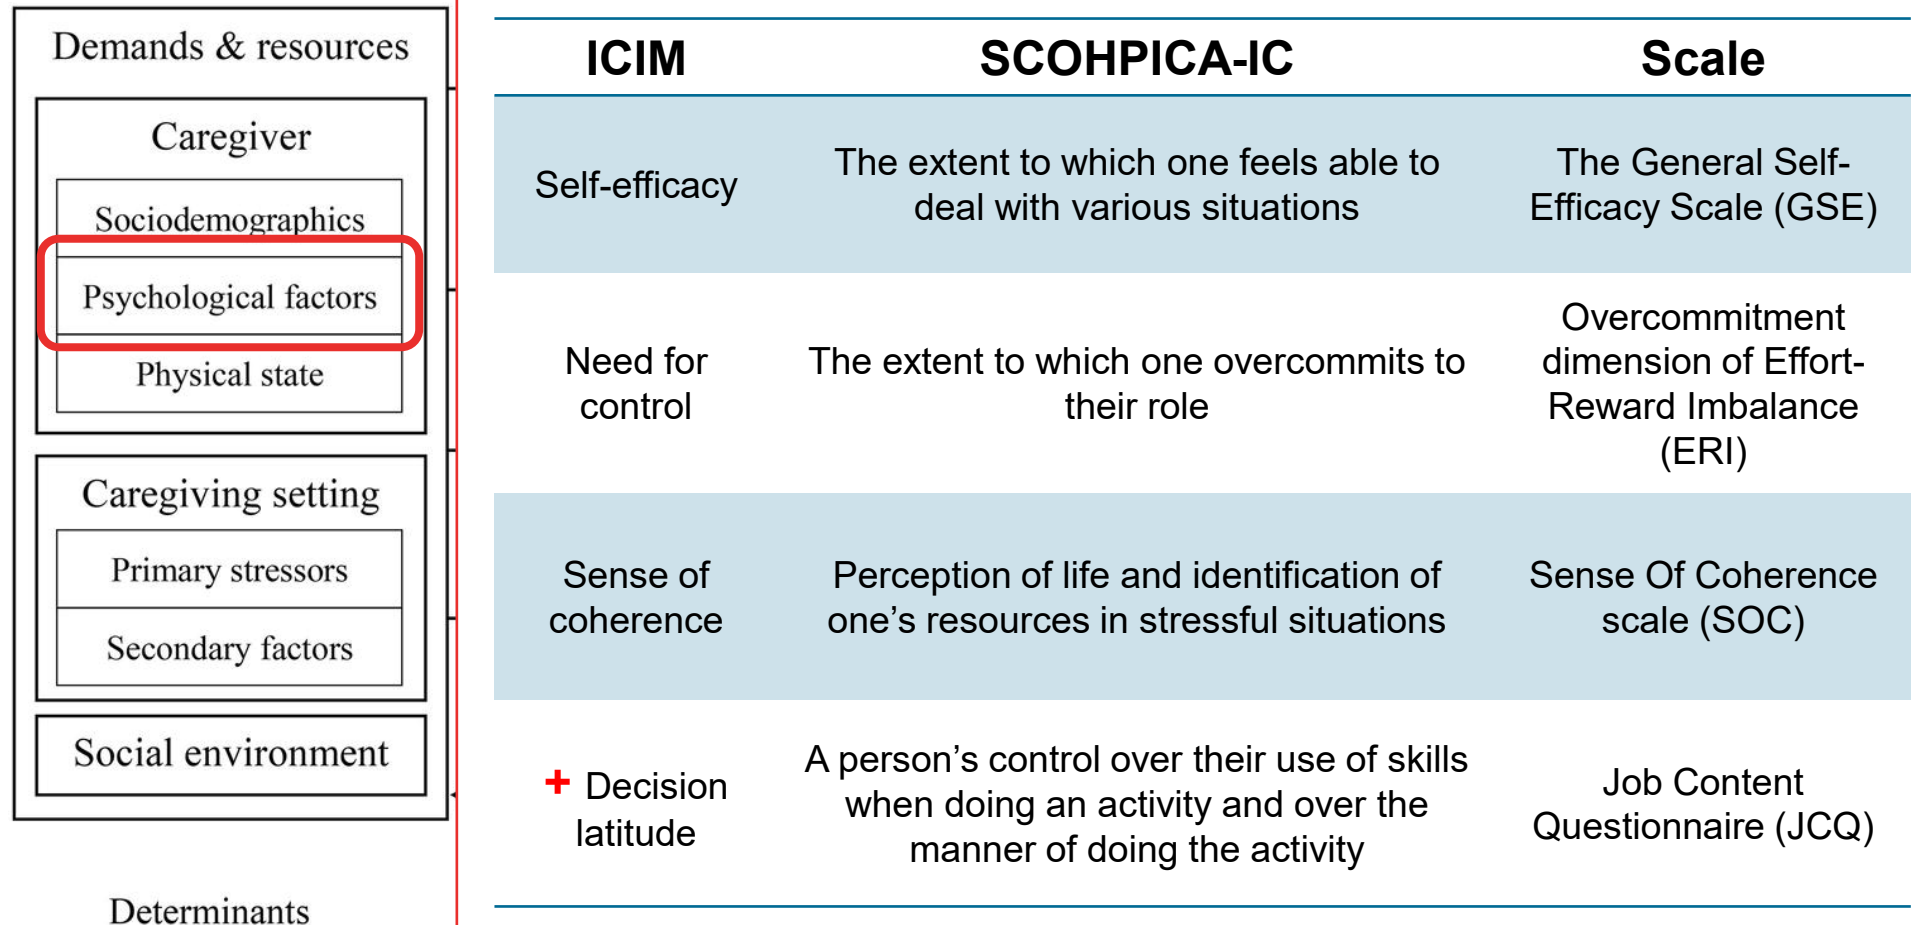 Demands & resources
Caregiver
Sociodemographics
Psychological factors
Physical state
Caregiving setting
Primary stressors
Secondary factors
Social environment
Determinants
ICIM SCOHPICA-IC Scale
Self-efficacy
The extent to which one feels able to
deal with various situations
The General Self-
Efficacy Scale (GSE)
Need for
control
The extent to which one overcommits to
their role
Overcommitment
dimension of Effort-
Reward Imbalance
(ERI)
Sense of
coherence
Perception of life and identification of
one’s resources in stressful situations
Sense Of Coherence
scale (SOC)
+ Decision
latitude
A person’s control over their use of skills
when doing an activity and over the
manner of doing the activity
Job Content
Questionnaire (JCQ)